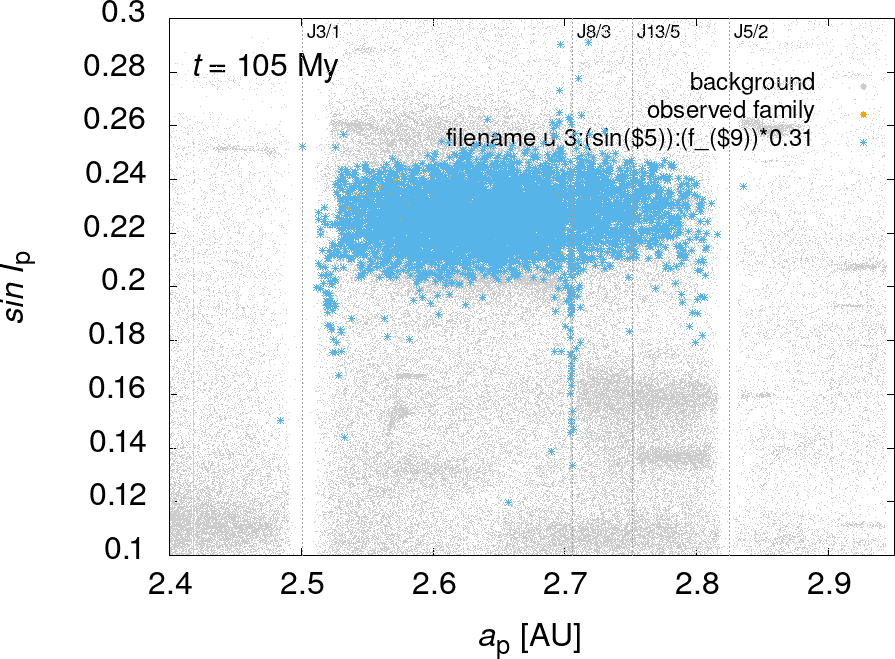 0.3
0.28
0.26
0.24
0.22
0.2
0.18
0.16
0.14
0.12
0.1
sin Ip
J3/1
J8/3
J13/5
J5/2
t = 105 My
background
observed family
filename u 3:(sin($5)):(f_($9))*0.31
2.4 2.5 2.6 2.7 2.8 2.9
ap [AU]